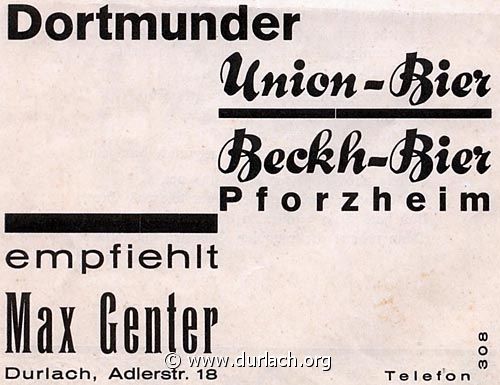 Dortmunder
Union-Bier
Beckh-Bier
Pforzheim
empfiehlt
Max Genter
Durlach, Adlerstr. 18
Telefon 308
© www.durlach.org